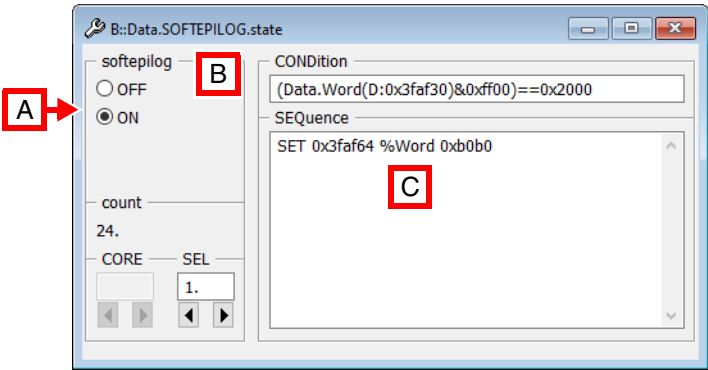 B::Data.SOFTEPILOG.state
softepilog
B
OFF
A
ON
count
24.
CORE
SEL
1.
CONDition
(Data.Word(D:0x3faf30)&0xff00)==0x2000
SEQuence
SET 0x3faf64 %Word 0xb0b0
C